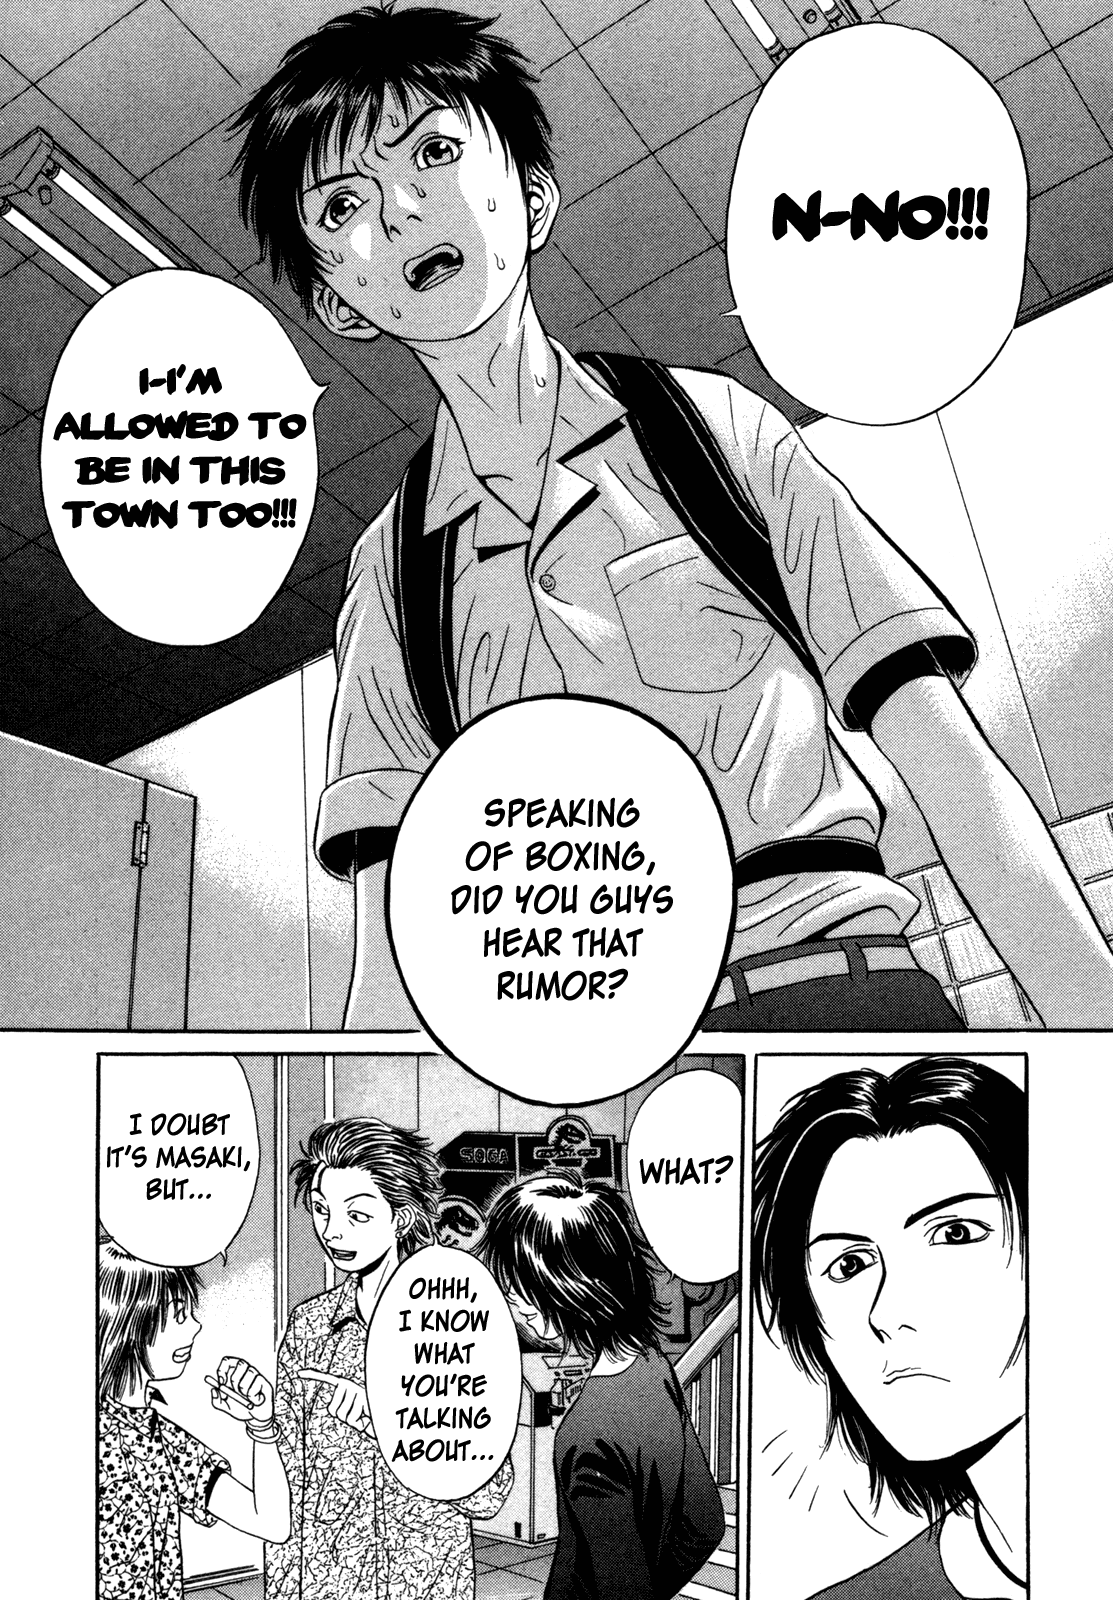 N-NO!!!
I-I'M
ALLOWED TO
BE IN THIS
TOWN TOO!!!
SPEAKING
OF BOXING,
DID YOU GUYS
HEAR THAT
RUMOR?
WHAT?
I DOUBT
IT'S MASAKI,
BUT...
OHHH,
I KNOW
WHAT
YOU'RE
TALKING
ABOUT...
SOGA